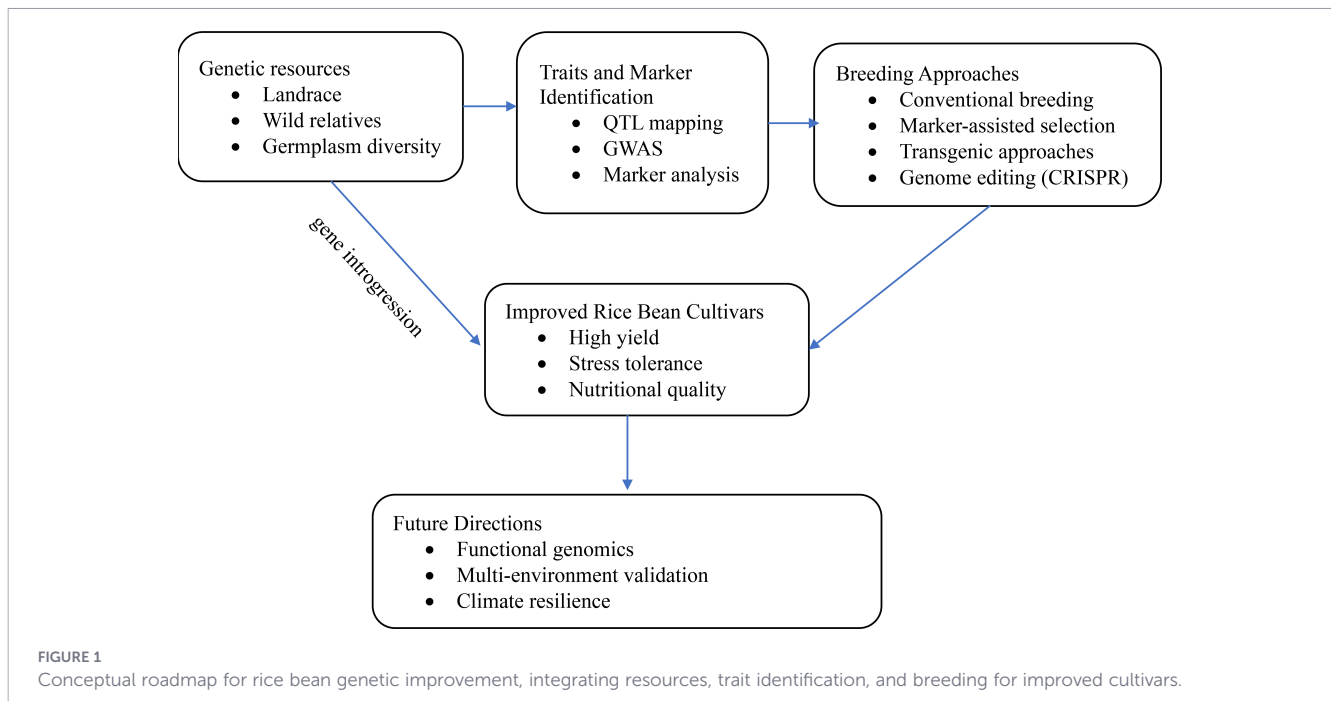 Genetic resources
• Landrace
• Wild relatives
• Germplasm diversity
Traits and Marker
Identification
• QTL mapping
• GWAS
• Marker analysis
Breeding Approaches
• Conventional breeding
• Marker-assisted selection
• Transgenic approaches
• Genome editing (CRISPR)
gene introgression
Improved Rice Bean Cultivars
• High yield
• Stress tolerance
• Nutritional quality
Future Directions
• Functional genomics
• Multi-environment validation
• Climate resilience
FIGURE 1
Conceptual roadmap for rice bean genetic improvement, integrating resources, trait identification, and breeding for improved cultivars.